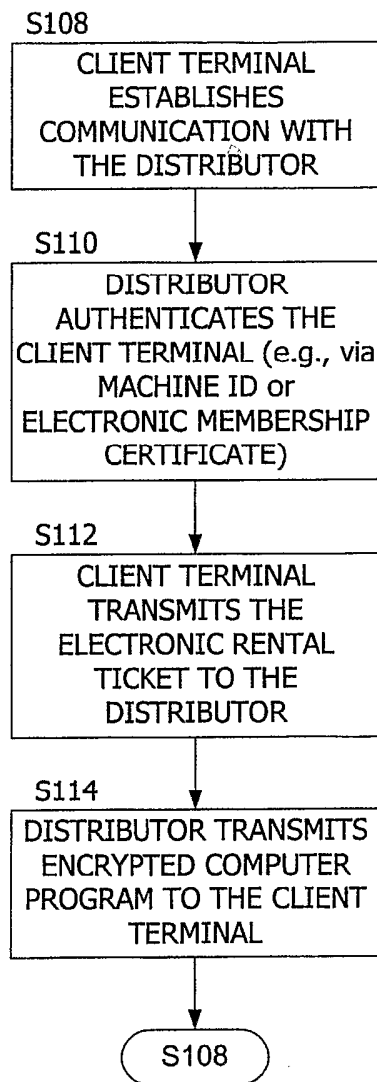 S108
CLIENT TERMINAL
ESTABLISHES
COMMUNICATION WITH
THE DISTRIBUTOR
S110
DISTRIBUTOR
AUTHENTICATES THE
CLIENT TERMINAL (e.g., via
MACHINE ID or
ELECTRONIC MEMBERSHIP
CERTIFICATE)
S112
CLIENT TERMINAL
TRANSMITS THE
ELECTRONIC RENTAL
TICKET TO THE
DISTRIBUTOR
S114
DISTRIBUTOR TRANSMITS
ENCRYPTED COMPUTER
PROGRAM TO THE CLIENT
TERMINAL
S108